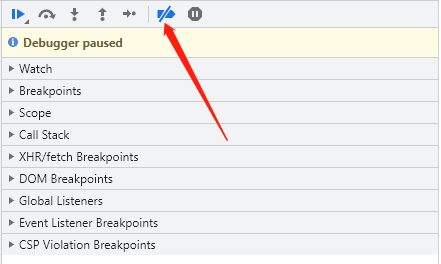 Debugger paused
Watch
Breakpoints
Scope
Call Stack
XHR/fetch Breakpoints
DOM Breakpoints
Global Listeners
Event Listener Breakpoints
CSP Violation Breakpoints